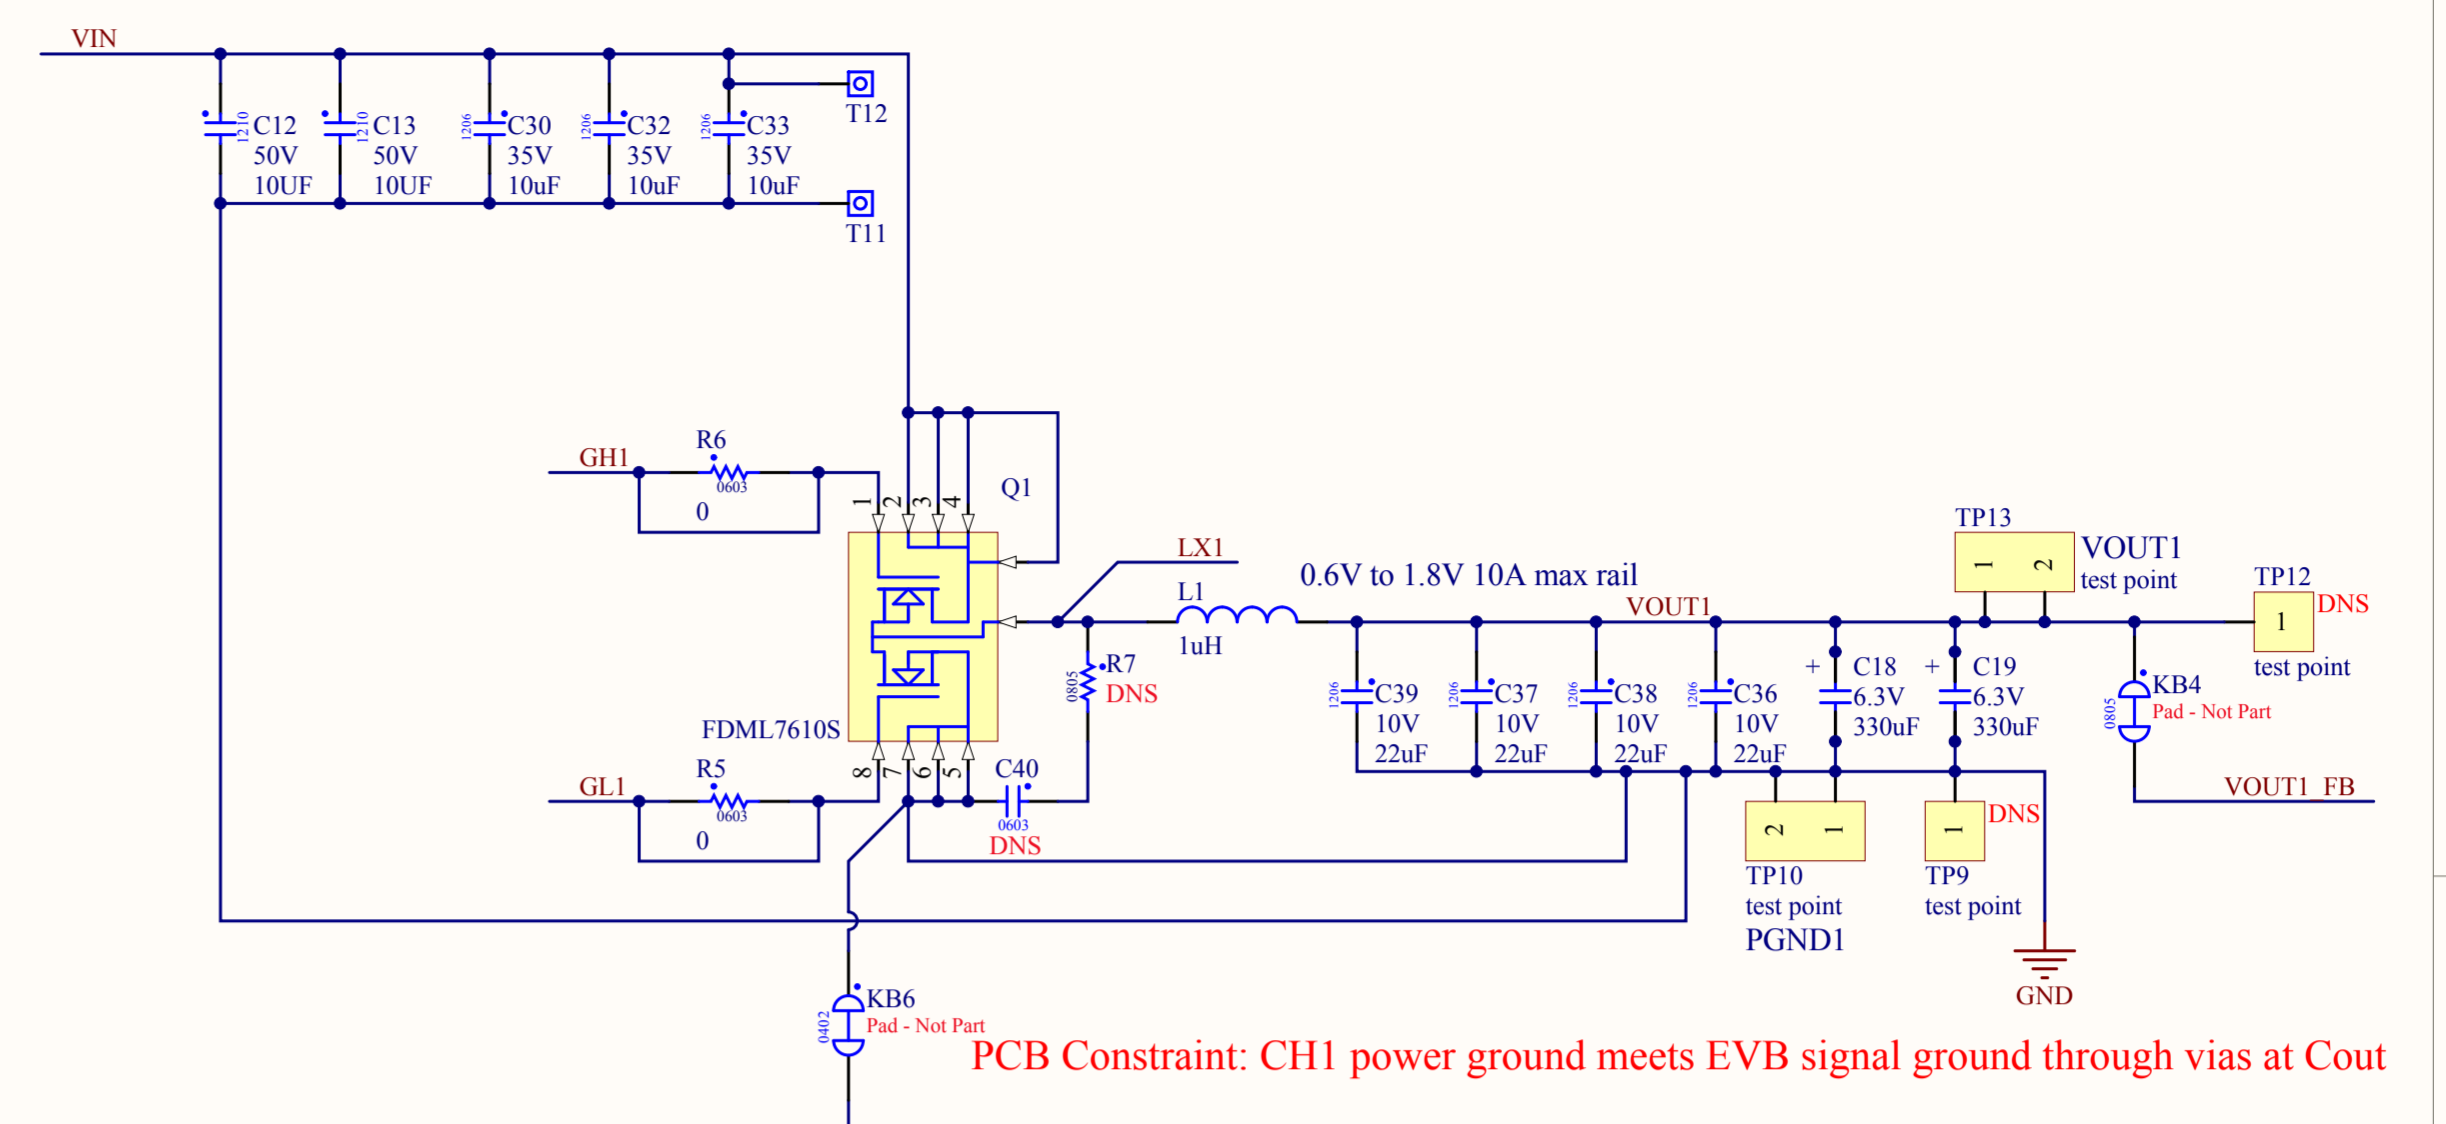 VIN
T12
1210
C12
50V
10UF
1210
C13
50V
10UF
1206
C30
35V
10uF
1206
C32
35V
10uF
1206
C33
35V
10uF
T11
GH1
R6
0603
0
1
2
3
4
Q1
LX1
0.6V to 1.8V 10A max rail
L1
1uH
VOUT1
TP13
1
2
VOUT1
test point
TP12
DNS
1
test point
0805
R7
DNS
1206
C39
10V
22uF
1206
C37
10V
22uF
1206
C38
10V
22uF
1206
C36
10V
22uF
+
C18
6.3V
330uF
+
C19
6.3V
330uF
0805
KB4
Pad - Not Part
VOUT1_FB
FDML7610S
GL1
R5
0603
0
8
7
6
5
C40
0603
DNS
2
1
TP10
test point
PGND1
1
DNS
TP9
test point
GND
0402
KB6
Pad - Not Part
PCB Constraint: CH1 power ground meets EVB signal ground through vias at Cout